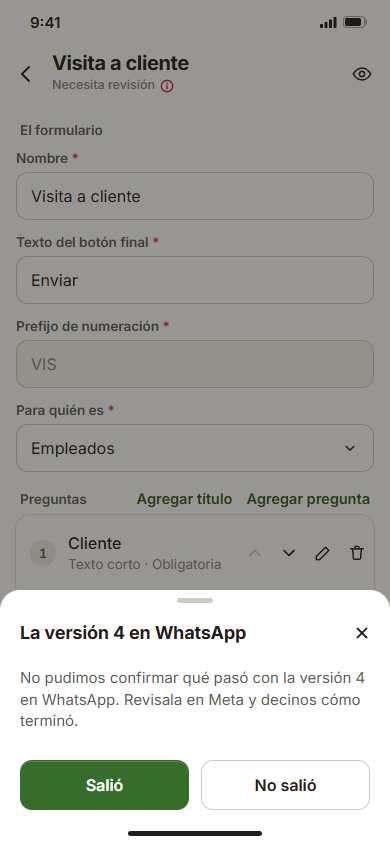 9:41
Visita a cliente
Necesita revisión
El formulario
Nombre *
Visita a cliente
Texto del botón final *
Enviar
Prefijo de numeración *
VIS
Para quién es *
Empleados
Preguntas Agregar título Agregar pregunta
1 Cliente
Texto corto · Obligatoria
La versión 4 en WhatsApp
No pudimos confirmar qué pasó con la versión 4
en WhatsApp. Revisala en Meta y decinos cómo
terminó.
Salió No salió